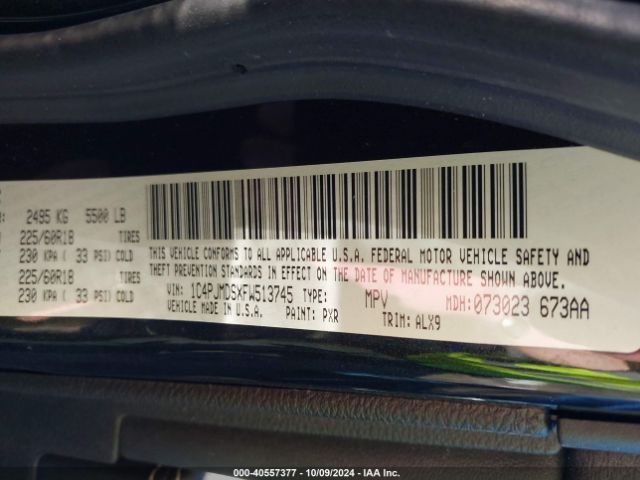 2495 KG 5500 LB
225/60R18 TIRES
230 KPA ( 33 PSI) COLD
225/60R18 TIRES
230 KPA ( 33 PSI) COLD
THIS VEHICLE CONFORMS TO ALL APPLICABLE U.S.A. FEDERAL MOTOR VEHICLE SAFETY AND
THEFT PREVENTION STANDARDS IN EFFECT ON THE DATE OF MANUFACTURE SHOWN ABOVE.
VIN: 1C4PJMDSXFW513745 TYPE: MPV MDH: 073023 673AA
VEHICLE MADE IN U.S.A. PAINT: PXR TRIM: ALX9
000-40557377 - 10/09/2024 - IAA Inc.